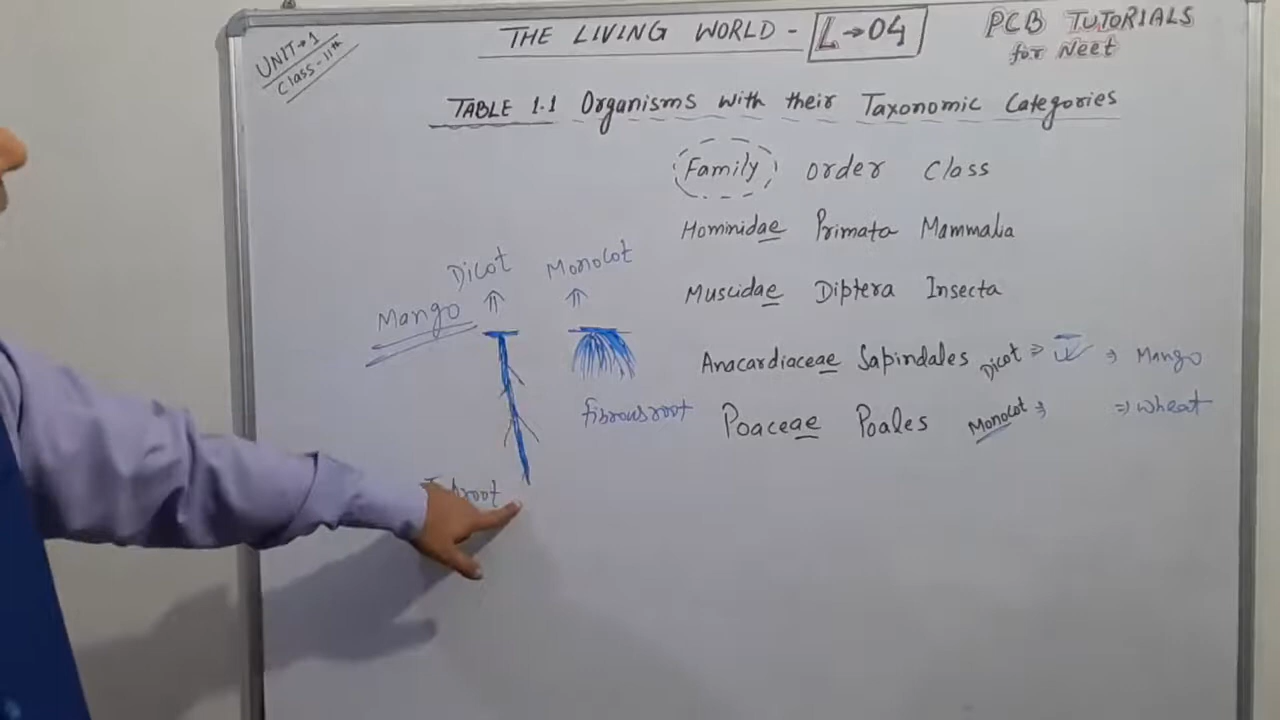 UNIT→1
Class-11th
THE LIVING WORLD - L→04
PCB TUTORIALS
for Neet
TABLE 1.1 Organisms with their Taxonomic Categories
Family order Class
Hominidae Primata Mammalia
Muscidae Diptera Insecta
Anacardiaceae Sapindales Dicot ⇒ ⇒ Mango
Poaceae Poales Monocot ⇒ ⇒ wheat
Dicot Monocot
Mango
fibrous root
root